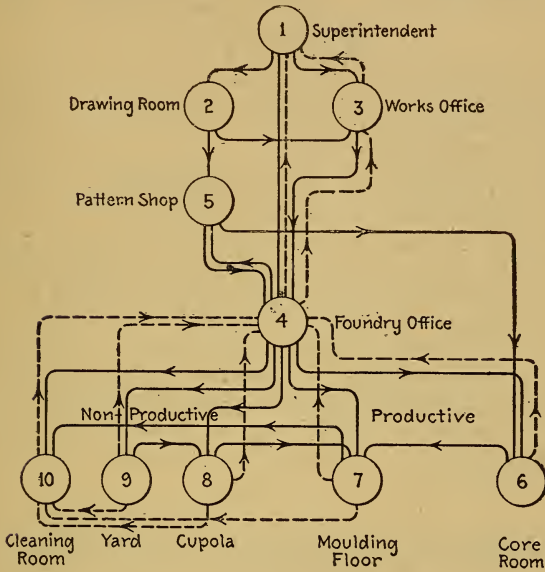 1 Superintendent
Drawing Room 2 3 Works Office
5
Pattern Shop
4 Foundry Office
Non-Productive Productive
10 9 8 7 6
Cleaning Room Yard Cupola Moulding Floor Core Room